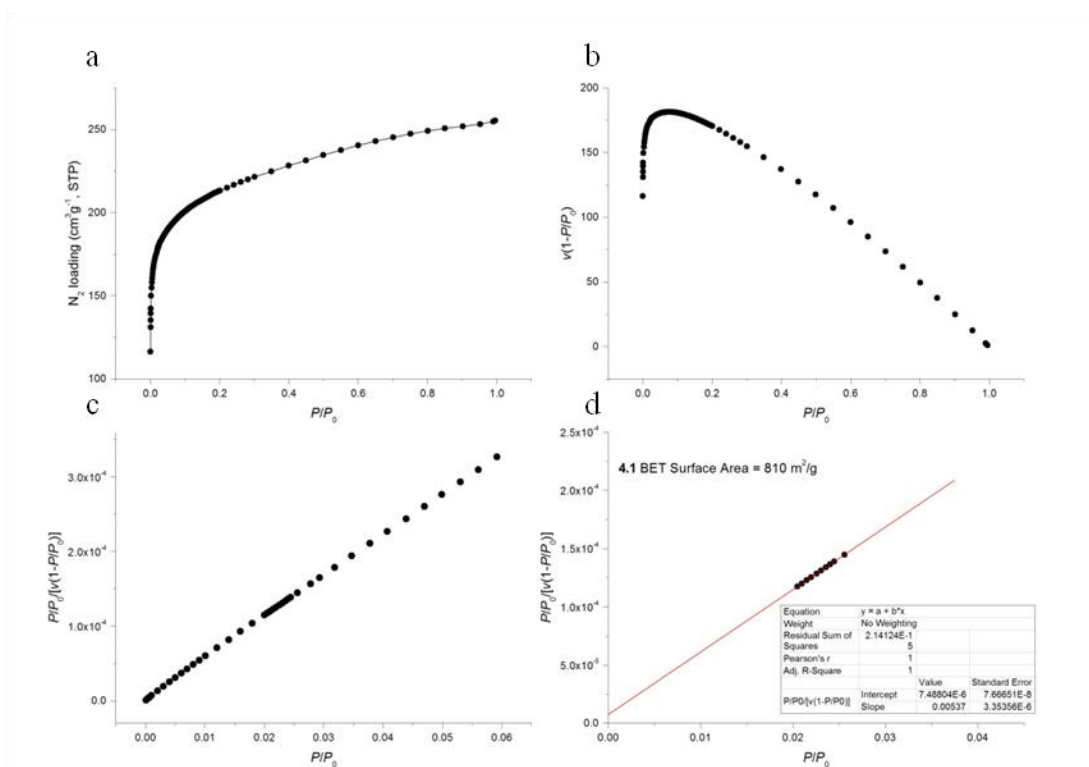 a
N₂ loading (cm³g⁻¹, STP)
250
200
150
100
0.0 0.2 0.4 0.6 0.8 1.0
P/P₀
b
v(1-P/P₀)
200
150
100
50
0
0.0 0.2 0.4 0.6 0.8 1.0
P/P₀
c
P/P₀/[v(1-P/P₀)]
3.0x10⁻⁴
2.0x10⁻⁴
1.0x10⁻⁴
0.0
0.00 0.01 0.02 0.03 0.04 0.05 0.06
P/P₀
d
P/P₀/[v(1-P/P₀)]
2.5x10⁻⁴
2.0x10⁻⁴
1.5x10⁻⁴
1.0x10⁻⁴
5.0x10⁻⁵
0.0
4.1 BET Surface Area = 810 m²/g
Equation y = a + b*x
Weight No Weighting
Residual Sum of 2.14124E-1
Squares 5
Pearson's r 1
Adj. R-Square 1
Value Standard Error
P/P0/[v(1-P/P0)] Intercept 7.48804E-6 7.66651E-8
Slope 0.00537 3.35356E-6
0.00 0.02 0.03 0.04
P/P₀